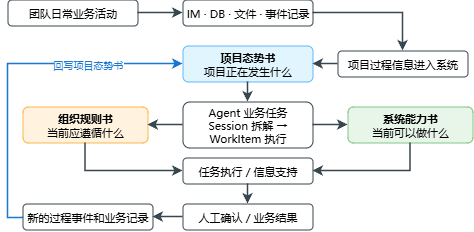 团队日常业务活动
IM · DB · 文件 · 事件记录
回写项目态势书
项目态势书
项目正在发生什么
项目过程信息进入系统
组织规则书
当前应遵循什么
Agent 业务任务
Session 拆解 →
WorkItem 执行
系统能力书
当前可以做什么
任务执行 / 信息支持
新的过程事件和业务记录
人工确认 / 业务结果